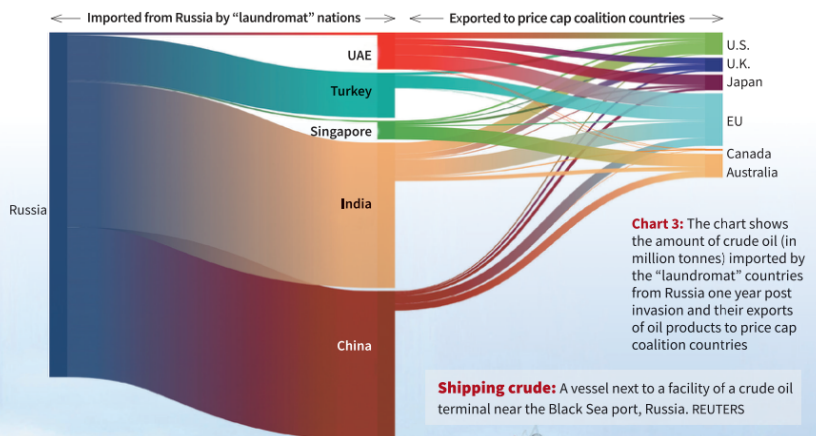 Imported from Russia by “laundromat” nations
Exported to price cap coalition countries
UAE
Turkey
Singapore
India
China
Russia
U.S.
U.K.
Japan
EU
Canada
Australia
Chart 3: The chart shows
the amount of crude oil (in
million tonnes) imported by
the “laundromat” countries
from Russia one year post
invasion and their exports
of oil products to price cap
coalition countries
Shipping crude: A vessel next to a facility of a crude oil
terminal near the Black Sea port, Russia. REUTERS